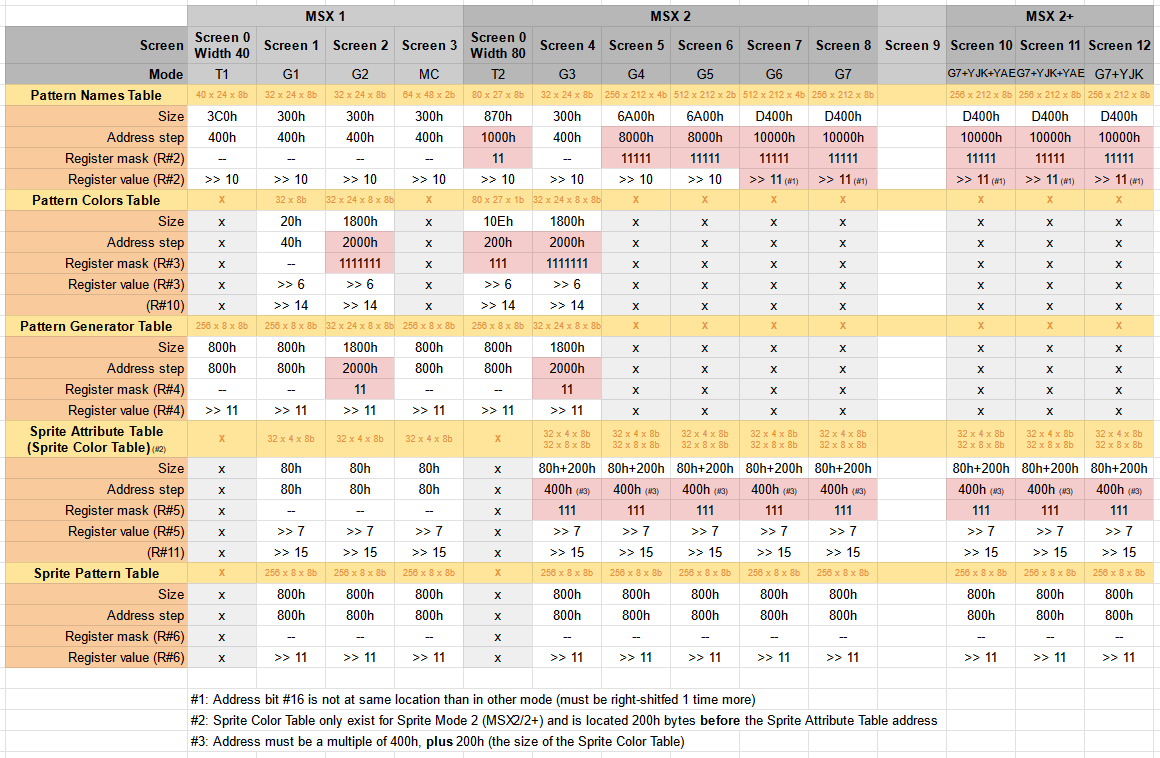 MSX 1 MSX 2 MSX 2+
Screen Screen 0 Width 40 Screen 1 Screen 2 Screen 3 Screen 0 Width 80 Screen 4 Screen 5 Screen 6 Screen 7 Screen 8 Screen 9 Screen 10 Screen 11 Screen 12
Mode T1 G1 G2 MC T2 G3 G4 G5 G6 G7 G7+YJK+YAE G7+YJK+YAE G7+YJK
Pattern Names Table 40 x 24 x 8b 32 x 24 x 8b 32 x 24 x 8b 64 x 48 x 2b 80 x 27 x 8b 32 x 24 x 8b 256 x 212 x 4b 512 x 212 x 2b 512 x 212 x 4b 256 x 212 x 8b 256 x 212 x 8b 256 x 212 x 8b 256 x 212 x 8b
Size 3C0h 300h 300h 300h 870h 300h 6A00h 6A00h D400h D400h D400h D400h D400h
Address step 400h 400h 400h 400h 1000h 400h 8000h 8000h 10000h 10000h 10000h 10000h 10000h
Register mask (R#2) -- -- -- -- 11 -- 11111 11111 11111 11111 11111 11111 11111
Register value (R#2) >> 10 >> 10 >> 10 >> 10 >> 10 >> 10 >> 10 >> 10 >> 11 (#1) >> 11 (#1) >> 11 (#1) >> 11 (#1) >> 11 (#1)
Pattern Colors Table X 32 x 8b 32 x 24 x 8 x 8b X 80 x 27 x 1b 32 x 24 x 8 x 8b X X X X X X X
Size x 20h 1800h x 10Eh 1800h x x x x x x x
Address step x 40h 2000h x 200h 2000h x x x x x x x
Register mask (R#3) x -- 1111111 x 111 1111111 x x x x x x x
Register value (R#3) x >> 6 >> 6 x >> 6 >> 6 x x x x x x x
(R#10) x >> 14 >> 14 x >> 14 >> 14 x x x x x x x
Pattern Generator Table 256 x 8 x 8b 256 x 8 x 8b 32 x 24 x 8 x 8b 256 x 8 x 8b 256 x 8 x 8b 32 x 24 x 8 x 8b X X X X X X X
Size 800h 800h 1800h 800h 800h 1800h x x x x x x x
Address step 800h 800h 2000h 800h 800h 2000h x x x x x x x
Register mask (R#4) -- -- 11 -- -- 11 x x x x x x x
Register value (R#4) >> 11 >> 11 >> 11 >> 11 >> 11 >> 11 x x x x x x x
Sprite Attribute Table X 32 x 4 x 8b 32 x 4 x 8b 32 x 4 x 8b X 32 x 4 x 8b 32 x 4 x 8b 32 x 4 x 8b 32 x 4 x 8b 32 x 4 x 8b 32 x 4 x 8b 32 x 4 x 8b 32 x 4 x 8b
(Sprite Color Table) (#2) 32 x 8 x 8b 32 x 8 x 8b 32 x 8 x 8b 32 x 8 x 8b 32 x 8 x 8b 32 x 8 x 8b 32 x 8 x 8b 32 x 8 x 8b
Size x 80h 80h 80h x 80h+200h 80h+200h 80h+200h 80h+200h 80h+200h 80h+200h 80h+200h 80h+200h
Address step x 80h 80h 80h x 400h (#3) 400h (#3) 400h (#3) 400h (#3) 400h (#3) 400h (#3) 400h (#3) 400h (#3)
Register mask (R#5) x -- -- -- x 111 111 111 111 111 111 111 111
Register value (R#5) x >> 7 >> 7 >> 7 x >> 7 >> 7 >> 7 >> 7 >> 7 >> 7 >> 7 >> 7
(R#11) x >> 15 >> 15 >> 15 x >> 15 >> 15 >> 15 >> 15 >> 15 >> 15 >> 15 >> 15
Sprite Pattern Table X 256 x 8 x 8b 256 x 8 x 8b 256 x 8 x 8b X 256 x 8 x 8b 256 x 8 x 8b 256 x 8 x 8b 256 x 8 x 8b 256 x 8 x 8b 256 x 8 x 8b 256 x 8 x 8b 256 x 8 x 8b
Size x 800h 800h 800h x 800h 800h 800h 800h 800h 800h 800h 800h
Address step x 800h 800h 800h x 800h 800h 800h 800h 800h 800h 800h 800h
Register mask (R#6) x -- -- -- x -- -- -- -- -- -- -- --
Register value (R#6) x >> 11 >> 11 >> 11 x >> 11 >> 11 >> 11 >> 11 >> 11 >> 11 >> 11 >> 11
#1: Address bit #16 is not at same location than in other mode (must be right-shitfed 1 time more)
#2: Sprite Color Table only exist for Sprite Mode 2 (MSX2/2+) and is located 200h bytes before the Sprite Attribute Table address
#3: Address must be a multiple of 400h, plus 200h (the size of the Sprite Color Table)